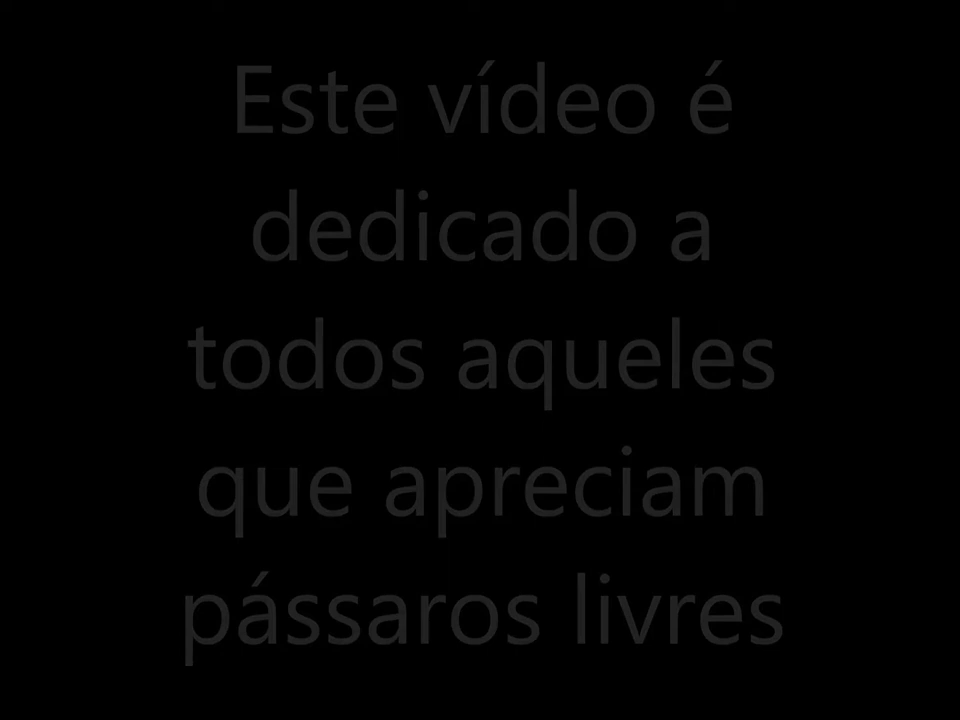 Este vídeo é
dedicado a
todos aqueles
que apreciam
pássaros livres